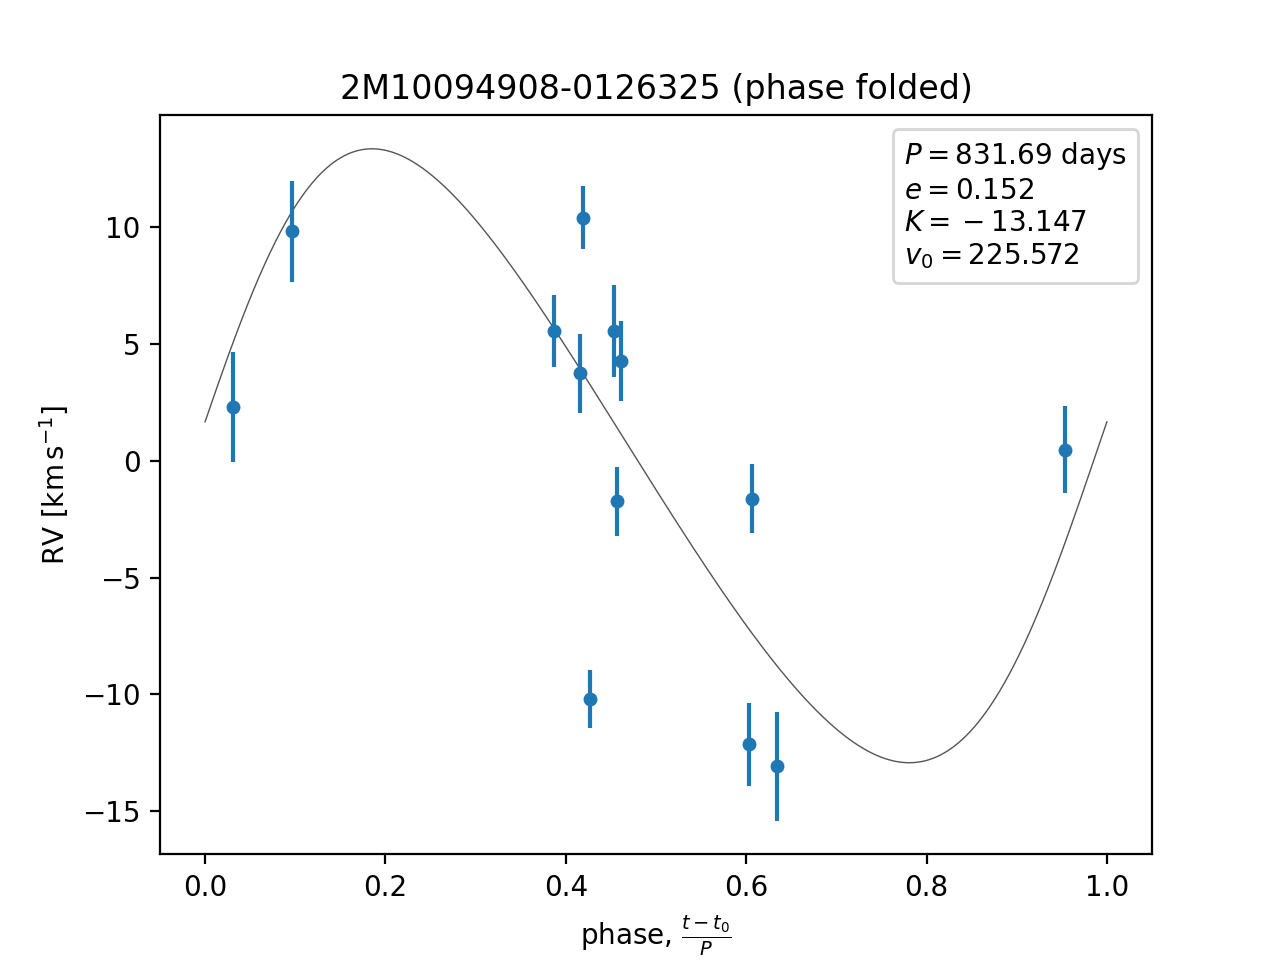 2M10094908-0126325 (phase folded)
P = 831.69 days
e = 0.152
K = −13.147
v₀ = 225.572
10
5
0
−5
−10
−15
RV [km s⁻¹]
0.0 0.2 0.4 0.6 0.8 1.0
phase, (t − t₀)/P